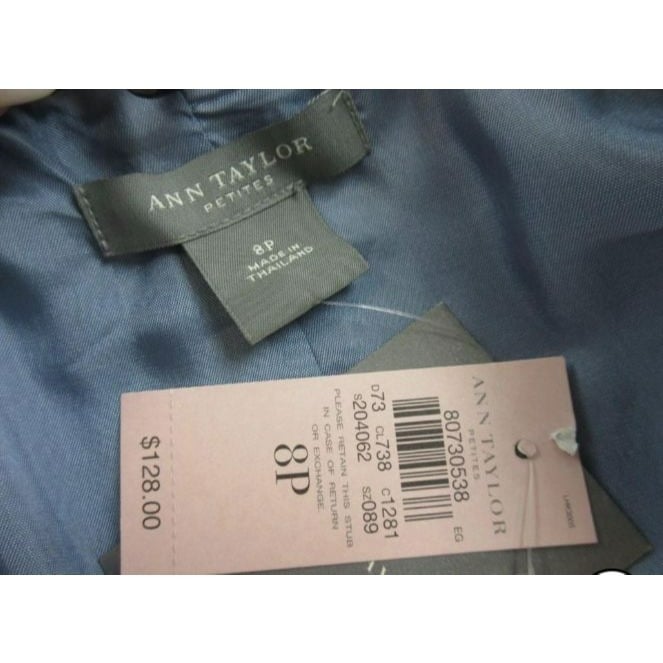 ANN TAYLOR
PETITES
8P
MADE IN
THAILAND
ANN TAYLOR
PETITES
80730538 EG
D73 CL738 C1281
S204062 SZ089
PLEASE RETAIN THIS STUB
IN CASE OF RETURN
OR EXCHANGE.
8P
$128.00